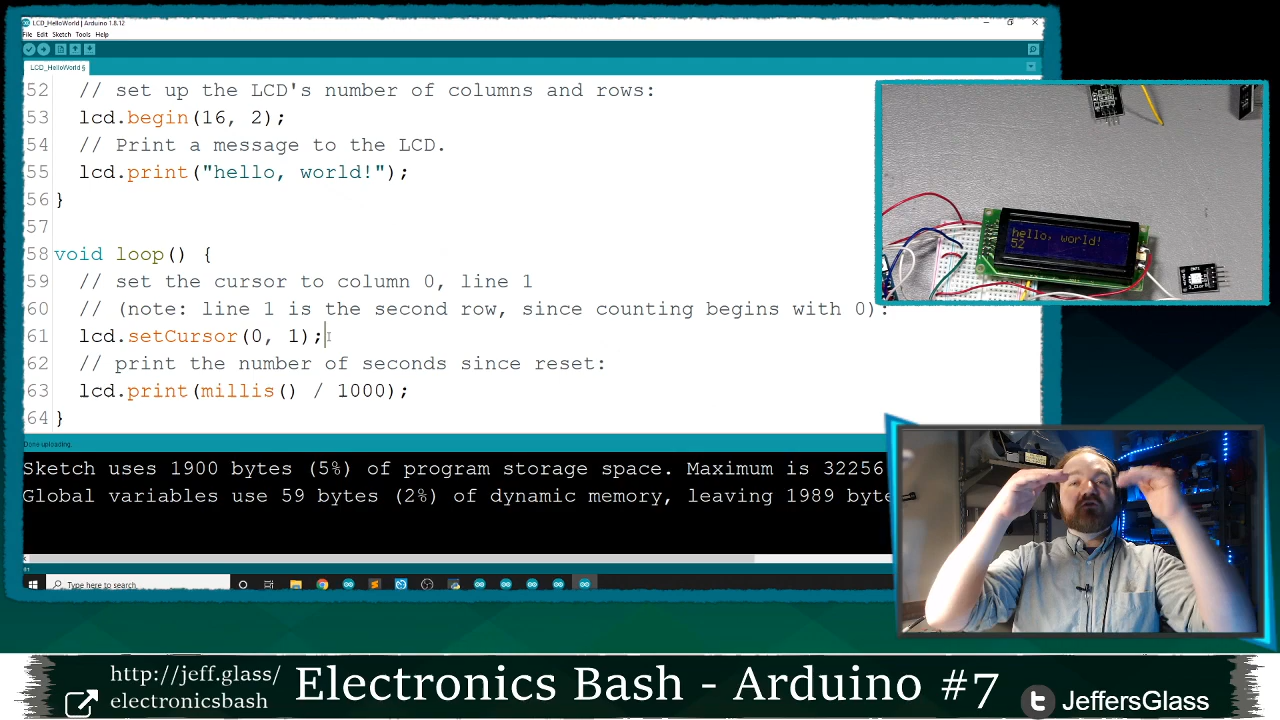 LCD_HelloWorld | Arduino 1.8.12
File Edit Sketch Tools Help
LCD_HelloWorld §
52 // set up the LCD's number of columns and rows:
53 lcd.begin(16, 2);
54 // Print a message to the LCD.
55 lcd.print("hello, world!");
56 }
57
58 void loop() {
59 // set the cursor to column 0, line 1
60 // (note: line 1 is the second row, since counting begins with 0):
61 lcd.setCursor(0, 1);
62 // print the number of seconds since reset:
63 lcd.print(millis() / 1000);
64 }
Done uploading.
Sketch uses 1900 bytes (5%) of program storage space. Maximum is 32256
Global variables use 59 bytes (2%) of dynamic memory, leaving 1989 byte
61
Type here to search
hello, world!
52
http://jeff.glass/
electronicsbash
Electronics Bash - Arduino #7
JeffersGlass